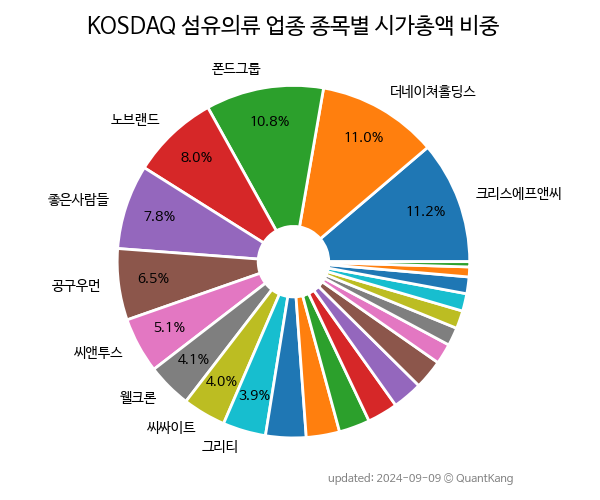 KOSDAQ 섬유의류 업종 종목별 시가총액 비중
폰드그룹
더네이쳐홀딩스
노브랜드
10.8%
11.0%
8.0%
크리스에프앤씨
좋은사람들
7.8%
11.2%
공구우먼
6.5%
씨앤투스
5.1%
4.1%
웰크론
4.0%
3.9%
씨싸이트
그리티
updated: 2024-09-09 © QuantKang